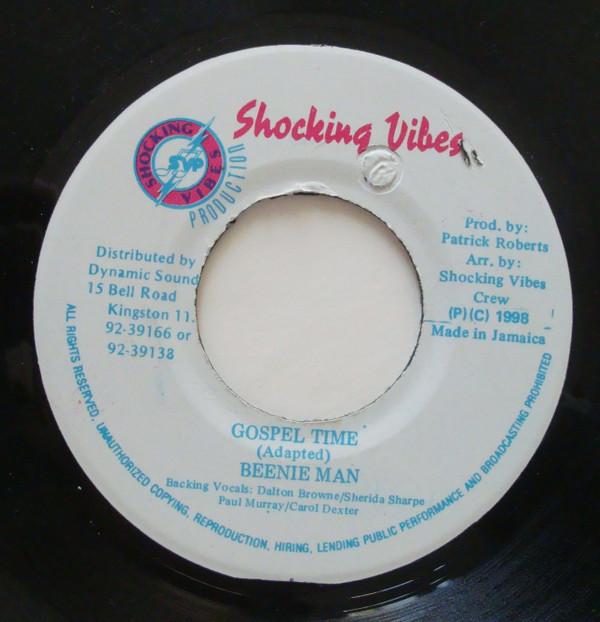 Shocking Vibes
SHOCKING VIBES
SVP
PRODUCTION
Distributed by
Dynamic Sound
15 Bell Road
Kingston 11.
92-39166 or
92-39138
Prod. by:
Patrick Roberts
Arr. by:
Shocking Vibes
Crew
(P)(C) 1998
Made in Jamaica
GOSPEL TIME
(Adapted)
BEENIE MAN
Backing Vocals: Dalton Browne/Sherida Sharpe
Paul Murray/Carol Dexter
ALL RIGHTS RESERVED, UNAUTHORIZED COPYING, REPRODUCTION, HIRING, LENDING PUBLIC PERFORMANCE AND BROADCASTING PROHIBITED